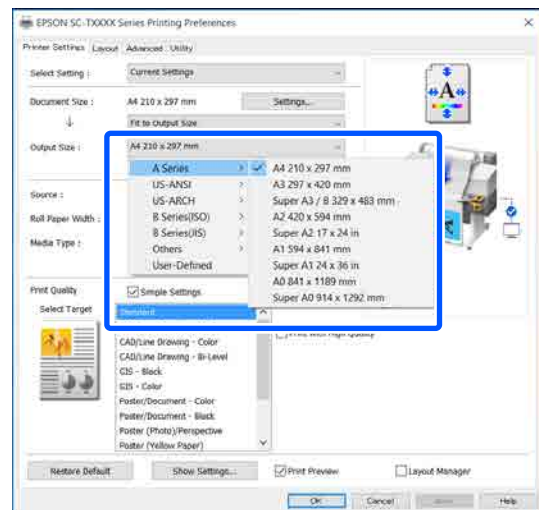 EPSON SC-TXXXX Series Printing Preferences
Printer Settings Layout Advanced Utility
Select Setting : Current Settings
Document Size : A4 210 x 297 mm Settings...
Fit to Output Size
Output Size : A4 210 x 297 mm
A Series
US-ANSI
US-ARCH
B Series(ISO)
B Series(JIS)
Others
User-Defined
A4 210 x 297 mm
A3 297 x 420 mm
Super A3 / B 329 x 483 mm
A2 420 x 594 mm
Super A2 17 x 24 in
A1 594 x 841 mm
Super A1 24 x 36 in
A0 841 x 1189 mm
Super A0 914 x 1292 mm
Source :
Roll Paper Width :
Media Type :
Print Quality Simple Settings
Select Target Standard
Print with High Quality
CAD/Line Drawing - Color
CAD/Line Drawing - Bi-Level
GIS - Black
GIS - Color
Poster/Document - Color
Poster/Document - Black
Poster (Photo)/Perspective
Poster (Yellow Paper)
Restore Default Show Settings... Print Preview Layout Manager
OK Cancel Help
A